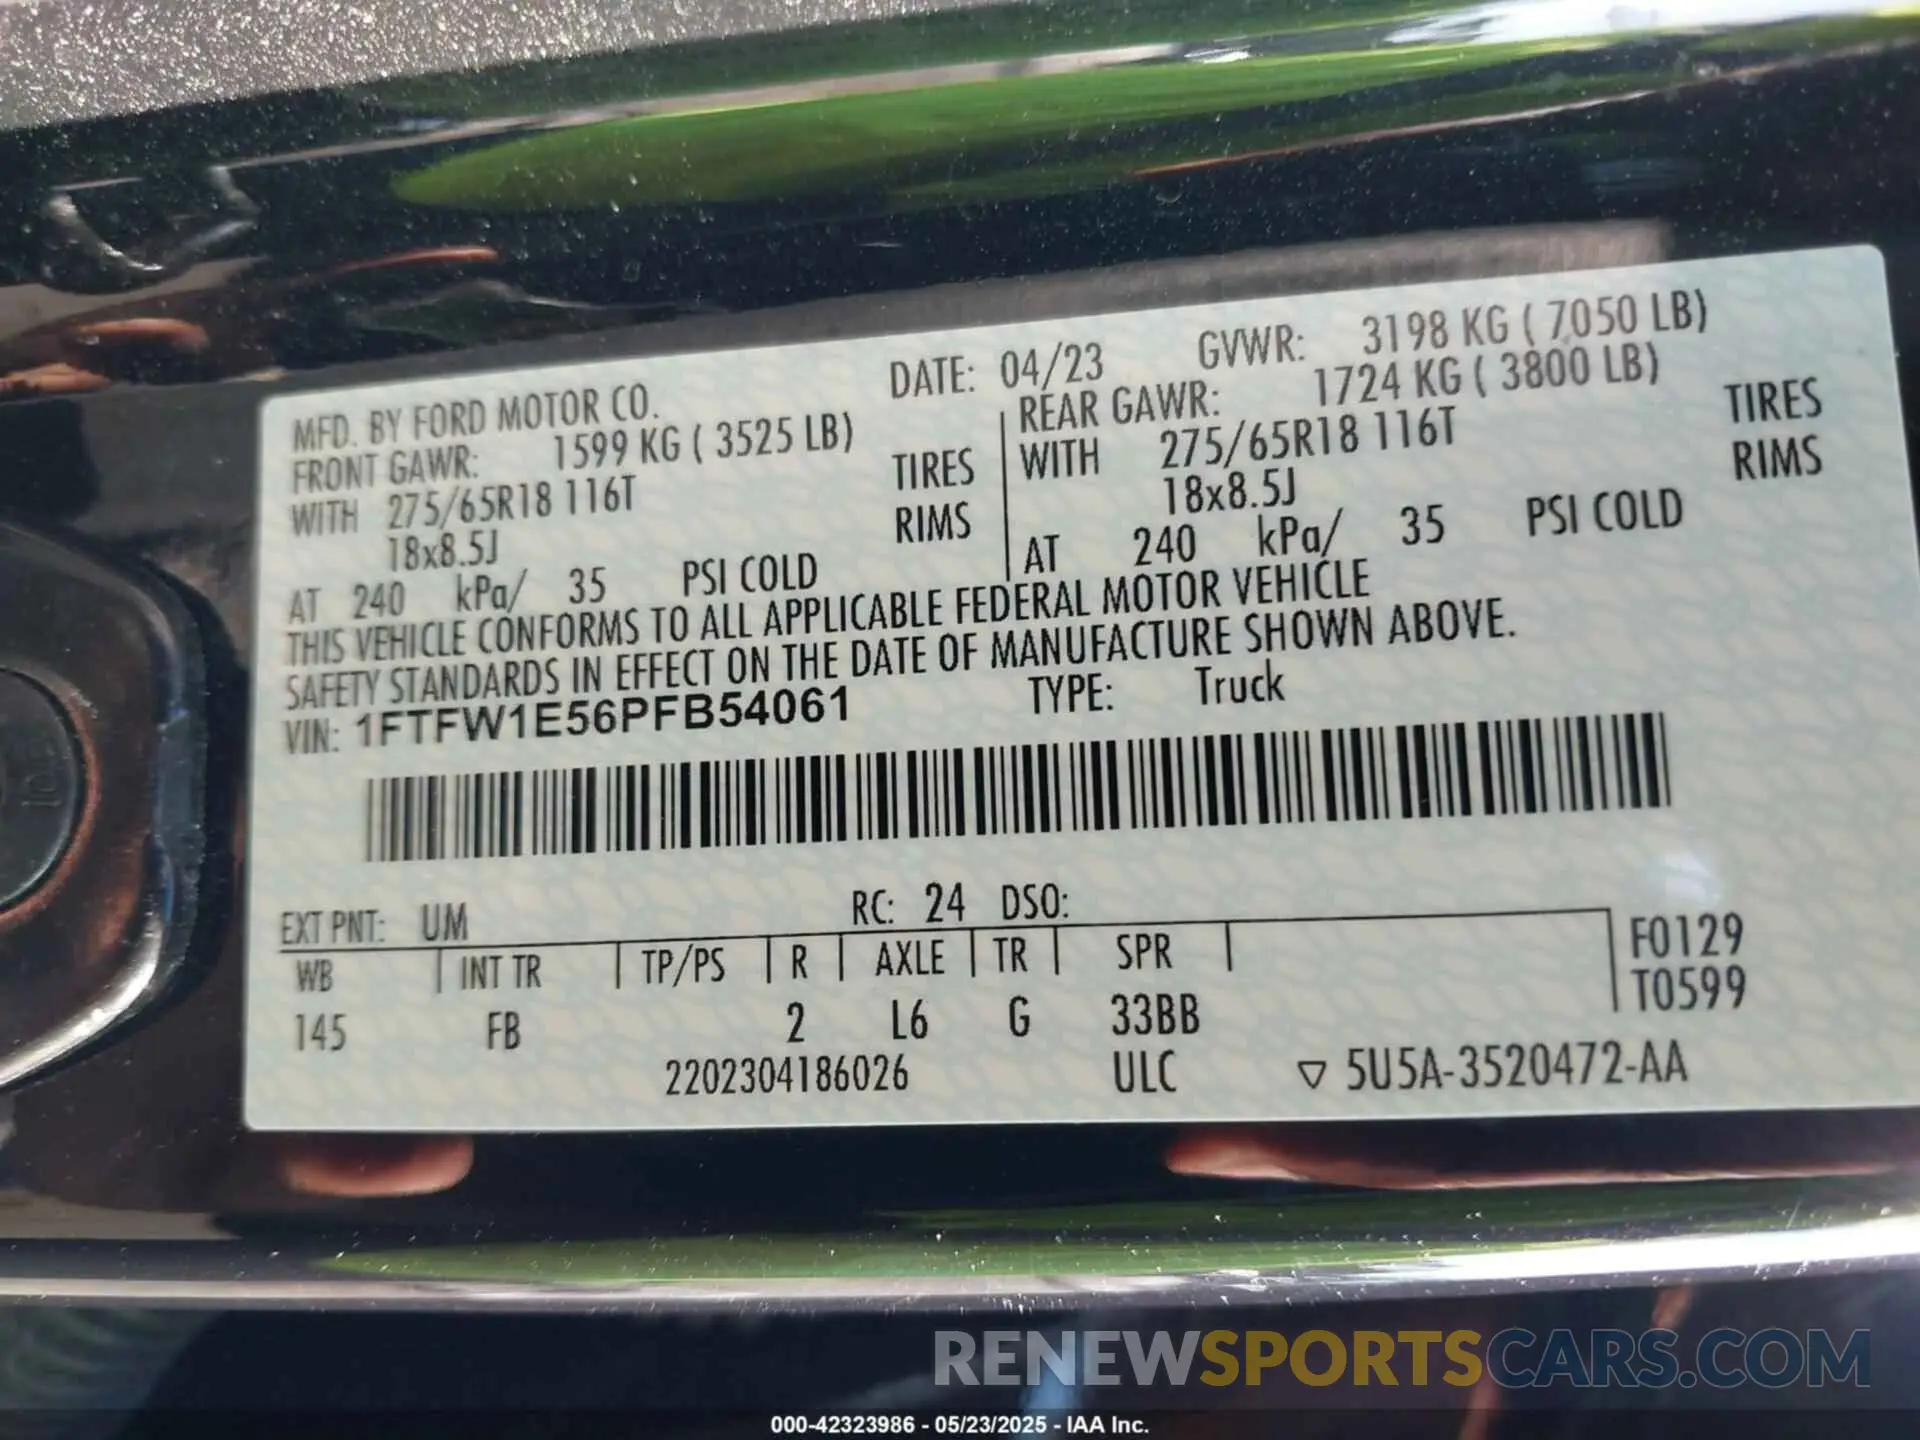 MFD. BY FORD MOTOR CO. DATE: 04/23 GVWR: 3198 KG ( 7050 LB)
FRONT GAWR: 1599 KG ( 3525 LB) REAR GAWR: 1724 KG ( 3800 LB)
WITH 275/65R18 116T TIRES WITH 275/65R18 116T TIRES
18x8.5J RIMS 18x8.5J RIMS
AT 240 kPa/ 35 PSI COLD AT 240 kPa/ 35 PSI COLD
THIS VEHICLE CONFORMS TO ALL APPLICABLE FEDERAL MOTOR VEHICLE
SAFETY STANDARDS IN EFFECT ON THE DATE OF MANUFACTURE SHOWN ABOVE.
VIN: 1FTFW1E56PFB54061 TYPE: Truck
EXT PNT: UM RC: 24 DSO:
WB INT TR TP/PS R AXLE TR SPR F0129
T0599
145 FB 2 L6 G 33BB
2202304186026 ULC ▽ 5U5A-3520472-AA
RENEWSPORTSCARS.COM
000-42323986 - 05/23/2025 - IAA Inc.